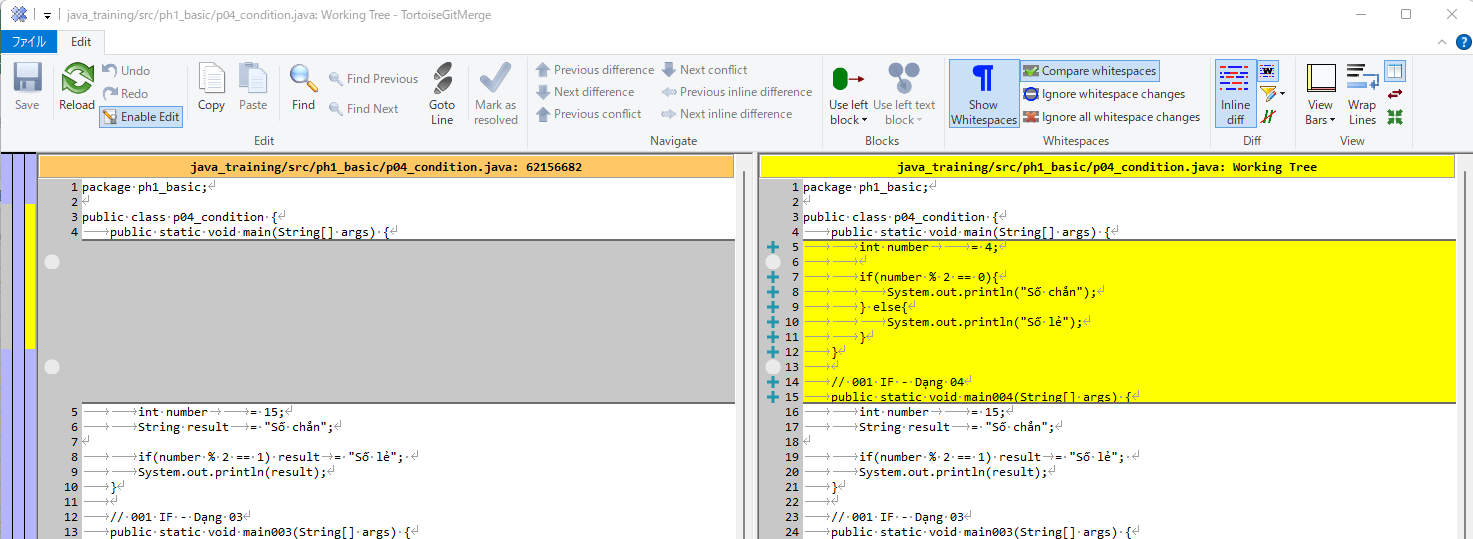 java_training/src/ph1_basic/p04_condition.java: Working Tree - TortoiseGitMerge
ファイル Edit
Save
Reload
Undo
Redo
Enable Edit
Copy
Paste
Find
Find Previous
Find Next
Goto Line
Mark as resolved
Edit
Previous difference
Next difference
Previous conflict
Next conflict
Previous inline difference
Next inline difference
Navigate
Use left block
Use left text block
Blocks
Show Whitespaces
Compare whitespaces
Ignore whitespace changes
Ignore all whitespace changes
Whitespaces
Inline diff
Diff
View Bars
Wrap Lines
View
java_training/src/ph1_basic/p04_condition.java: 62156682
1 package ph1_basic;
2
3 public class p04_condition {
4 public static void main(String[] args) {
5 int number = 15;
6 String result = "Số chẵn";
7
8 if(number % 2 == 1) result = "Số lẻ";
9 System.out.println(result);
10 }
11
12 // 001 IF - Dạng 03
13 public static void main003(String[] args) {
java_training/src/ph1_basic/p04_condition.java: Working Tree
1 package ph1_basic;
2
3 public class p04_condition {
4 public static void main(String[] args) {
5 int number = 4;
6
7 if(number % 2 == 0){
8 System.out.println("Số chẵn");
9 } else{
10 System.out.println("Số lẻ");
11 }
12 }
13
14 // 001 IF - Dạng 04
15 public static void main004(String[] args) {
16 int number = 15;
17 String result = "Số chẵn";
18
19 if(number % 2 == 1) result = "Số lẻ";
20 System.out.println(result);
21 }
22
23 // 001 IF - Dạng 03
24 public static void main003(String[] args) {